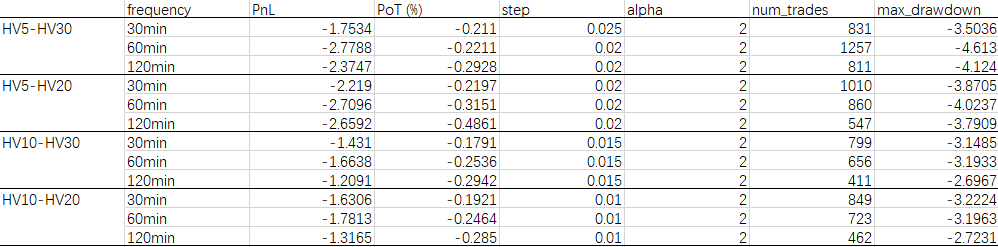 frequency PnL PoT (%) step alpha num_trades max_drawdown
HV5-HV30 30min -1.7534 -0.211 0.025 2 831 -3.5036
60min -2.7788 -0.2211 0.02 2 1257 -4.613
120min -2.3747 -0.2928 0.02 2 811 -4.124
HV5-HV20 30min -2.219 -0.2197 0.02 2 1010 -3.8705
60min -2.7096 -0.3151 0.02 2 860 -4.0237
120min -2.6592 -0.4861 0.02 2 547 -3.7909
HV10-HV30 30min -1.431 -0.1791 0.015 2 799 -3.1485
60min -1.6638 -0.2536 0.015 2 656 -3.1933
120min -1.2091 -0.2942 0.015 2 411 -2.6967
HV10-HV20 30min -1.6306 -0.1921 0.01 2 849 -3.2224
60min -1.7813 -0.2464 0.01 2 723 -3.1963
120min -1.3165 -0.285 0.01 2 462 -2.7231